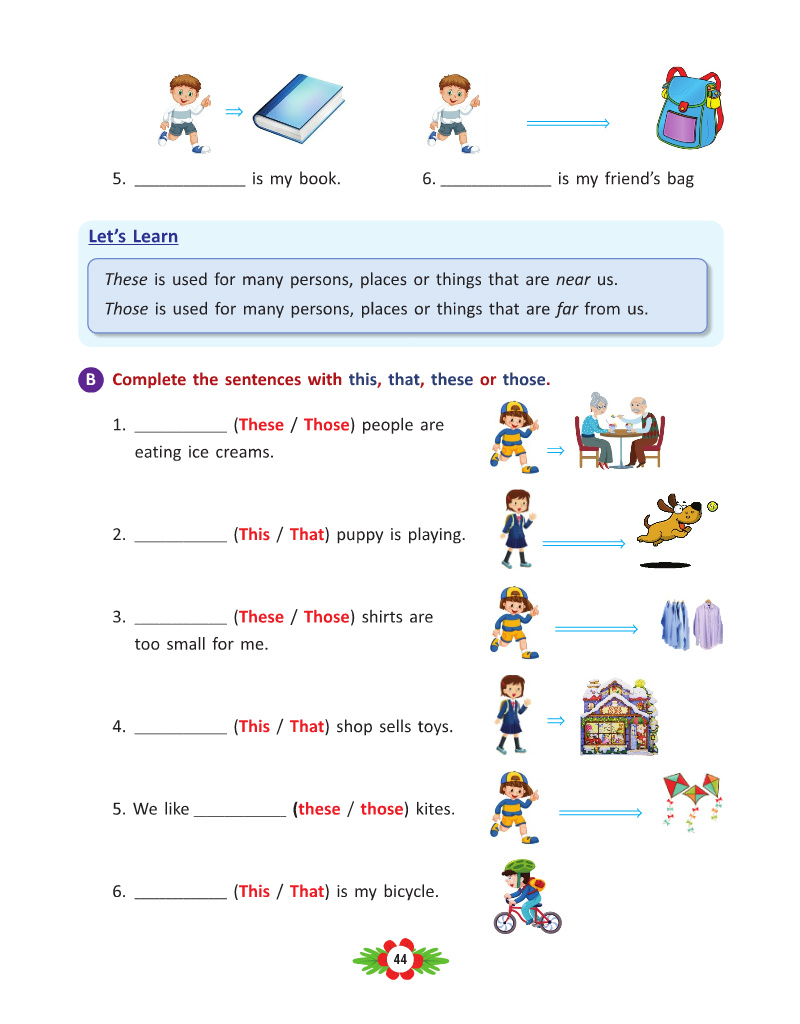 5. ____________ is my book.
6. ____________ is my friend's bag
Let's Learn
These is used for many persons, places or things that are near us.
Those is used for many persons, places or things that are far from us.
B Complete the sentences with this, that, these or those.
1. __________ (These / Those) people are
eating ice creams.
2. __________ (This / That) puppy is playing.
3. __________ (These / Those) shirts are
too small for me.
4. __________ (This / That) shop sells toys.
5. We like __________ (these / those) kites.
6. __________ (This / That) is my bicycle.
44